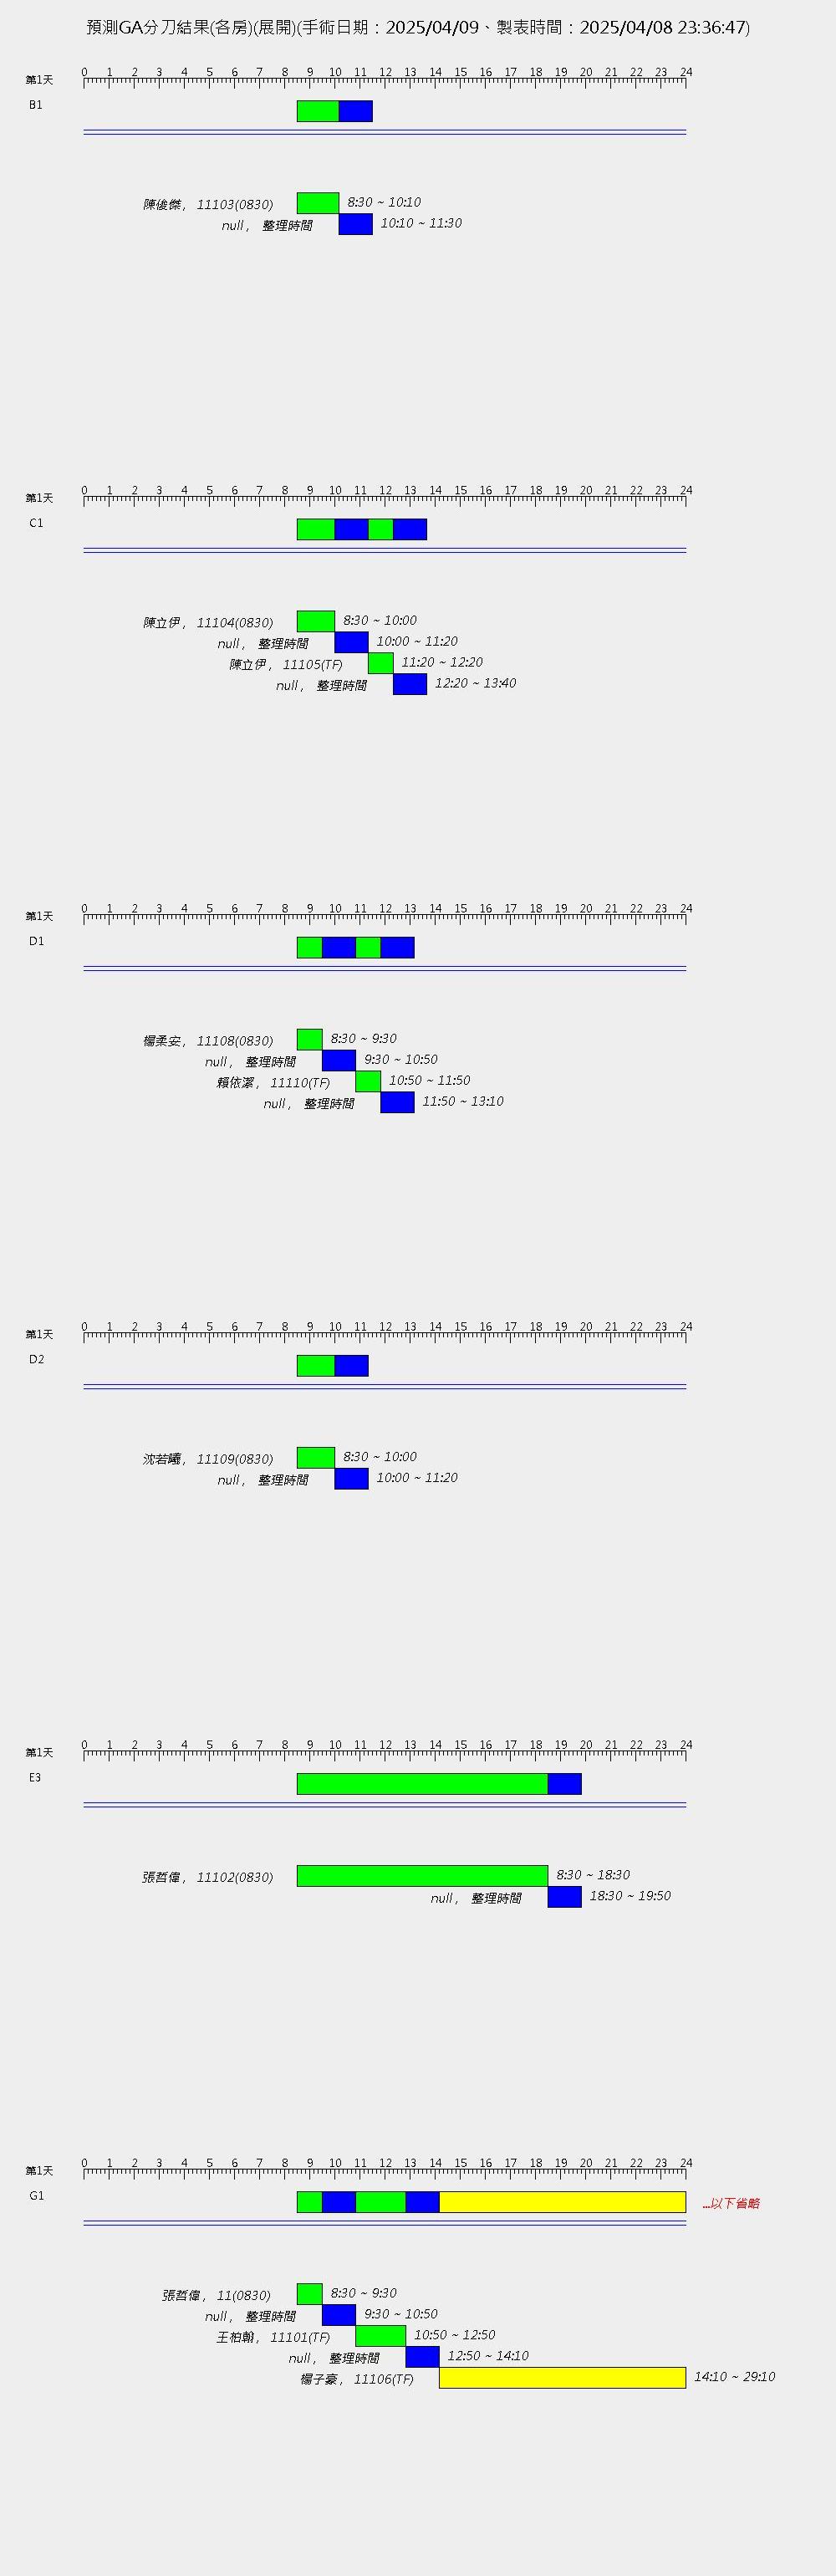 預測GA分刀結果(各房)(展開)(手術日期：2025/04/09、製表時間：2025/04/08 23:36:47)
第1天 0 1 2 3 4 5 6 7 8 9 10 11 12 13 14 15 16 17 18 19 20 21 22 23 24
B1
陳俊傑， 11103(0830) 8:30 ~ 10:10
null， 整理時間 10:10 ~ 11:30
第1天 0 1 2 3 4 5 6 7 8 9 10 11 12 13 14 15 16 17 18 19 20 21 22 23 24
C1
陳立伊， 11104(0830) 8:30 ~ 10:00
null， 整理時間 10:00 ~ 11:20
陳立伊， 11105(TF) 11:20 ~ 12:20
null， 整理時間 12:20 ~ 13:40
第1天 0 1 2 3 4 5 6 7 8 9 10 11 12 13 14 15 16 17 18 19 20 21 22 23 24
D1
楊柔安， 11108(0830) 8:30 ~ 9:30
null， 整理時間 9:30 ~ 10:50
賴依潔， 11110(TF) 10:50 ~ 11:50
null， 整理時間 11:50 ~ 13:10
第1天 0 1 2 3 4 5 6 7 8 9 10 11 12 13 14 15 16 17 18 19 20 21 22 23 24
D2
沈若曦， 11109(0830) 8:30 ~ 10:00
null， 整理時間 10:00 ~ 11:20
第1天 0 1 2 3 4 5 6 7 8 9 10 11 12 13 14 15 16 17 18 19 20 21 22 23 24
E3
張哲偉， 11102(0830) 8:30 ~ 18:30
null， 整理時間 18:30 ~ 19:50
第1天 0 1 2 3 4 5 6 7 8 9 10 11 12 13 14 15 16 17 18 19 20 21 22 23 24
G1 ...以下省略
張哲偉， 11(0830) 8:30 ~ 9:30
null， 整理時間 9:30 ~ 10:50
王柏翰， 11101(TF) 10:50 ~ 12:50
null， 整理時間 12:50 ~ 14:10
楊子豪， 11106(TF) 14:10 ~ 29:10